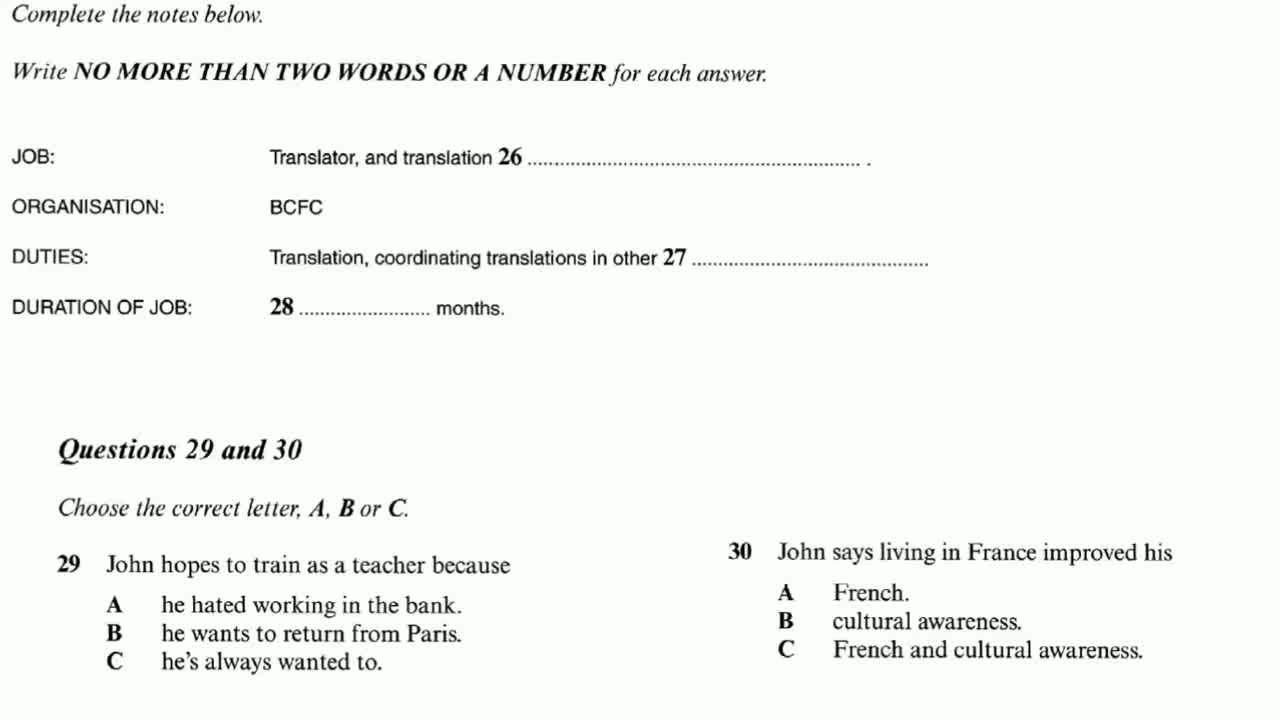 Complete the notes below.
Write NO MORE THAN TWO WORDS OR A NUMBER for each answer.
JOB: Translator, and translation 26 ................................................................ .
ORGANISATION: BCFC
DUTIES: Translation, coordinating translations in other 27 .............................................
DURATION OF JOB: 28 ......................... months.
Questions 29 and 30
Choose the correct letter, A, B or C.
29 John hopes to train as a teacher because
A he hated working in the bank.
B he wants to return from Paris.
C he's always wanted to.
30 John says living in France improved his
A French.
B cultural awareness.
C French and cultural awareness.